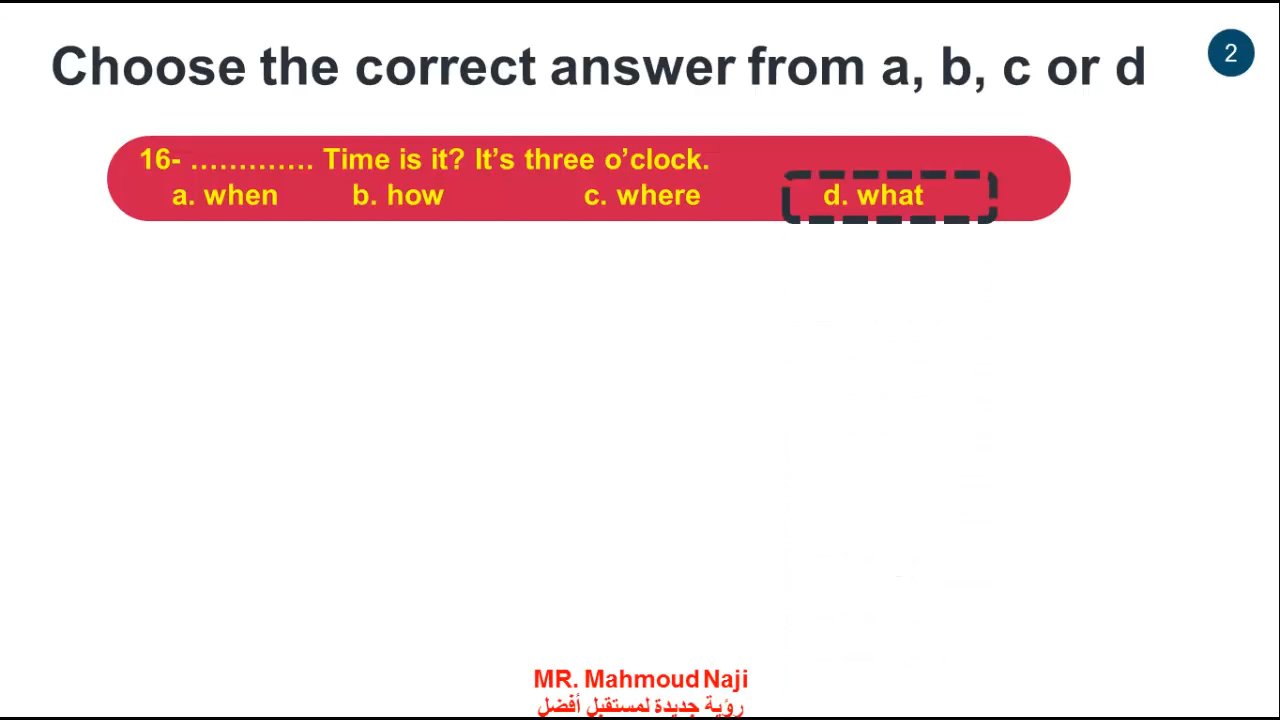 Choose the correct answer from a, b, c or d
2
16- …………. Time is it? It’s three o’clock.
a. when b. how c. where d. what
MR. Mahmoud Naji
رؤية جديدة لمستقبل أفضل